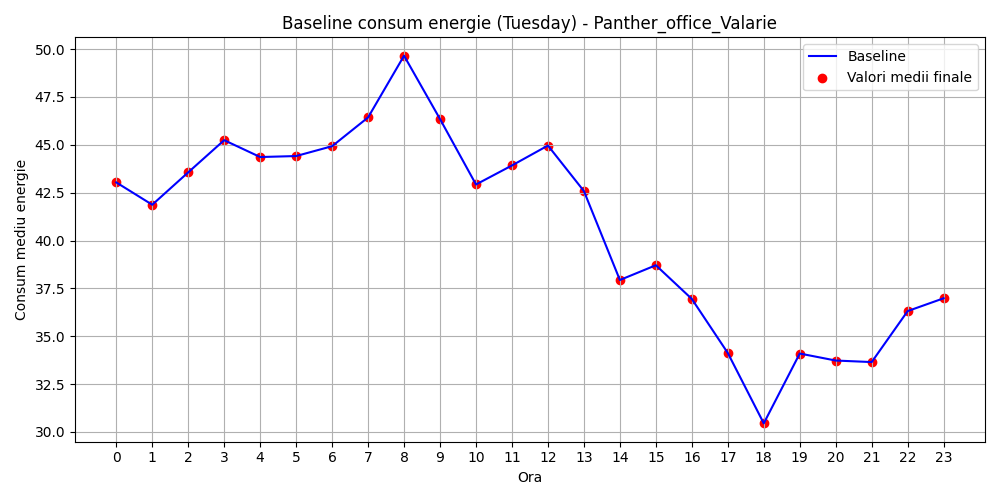 Baseline consum energie (Tuesday) - Panther_office_Valarie
Baseline
Valori medii finale
50.0
47.5
45.0
42.5
40.0
37.5
35.0
32.5
30.0
Consum mediu energie
0 1 2 3 4 5 6 7 8 9 10 11 12 13 14 15 16 17 18 19 20 21 22 23
Ora